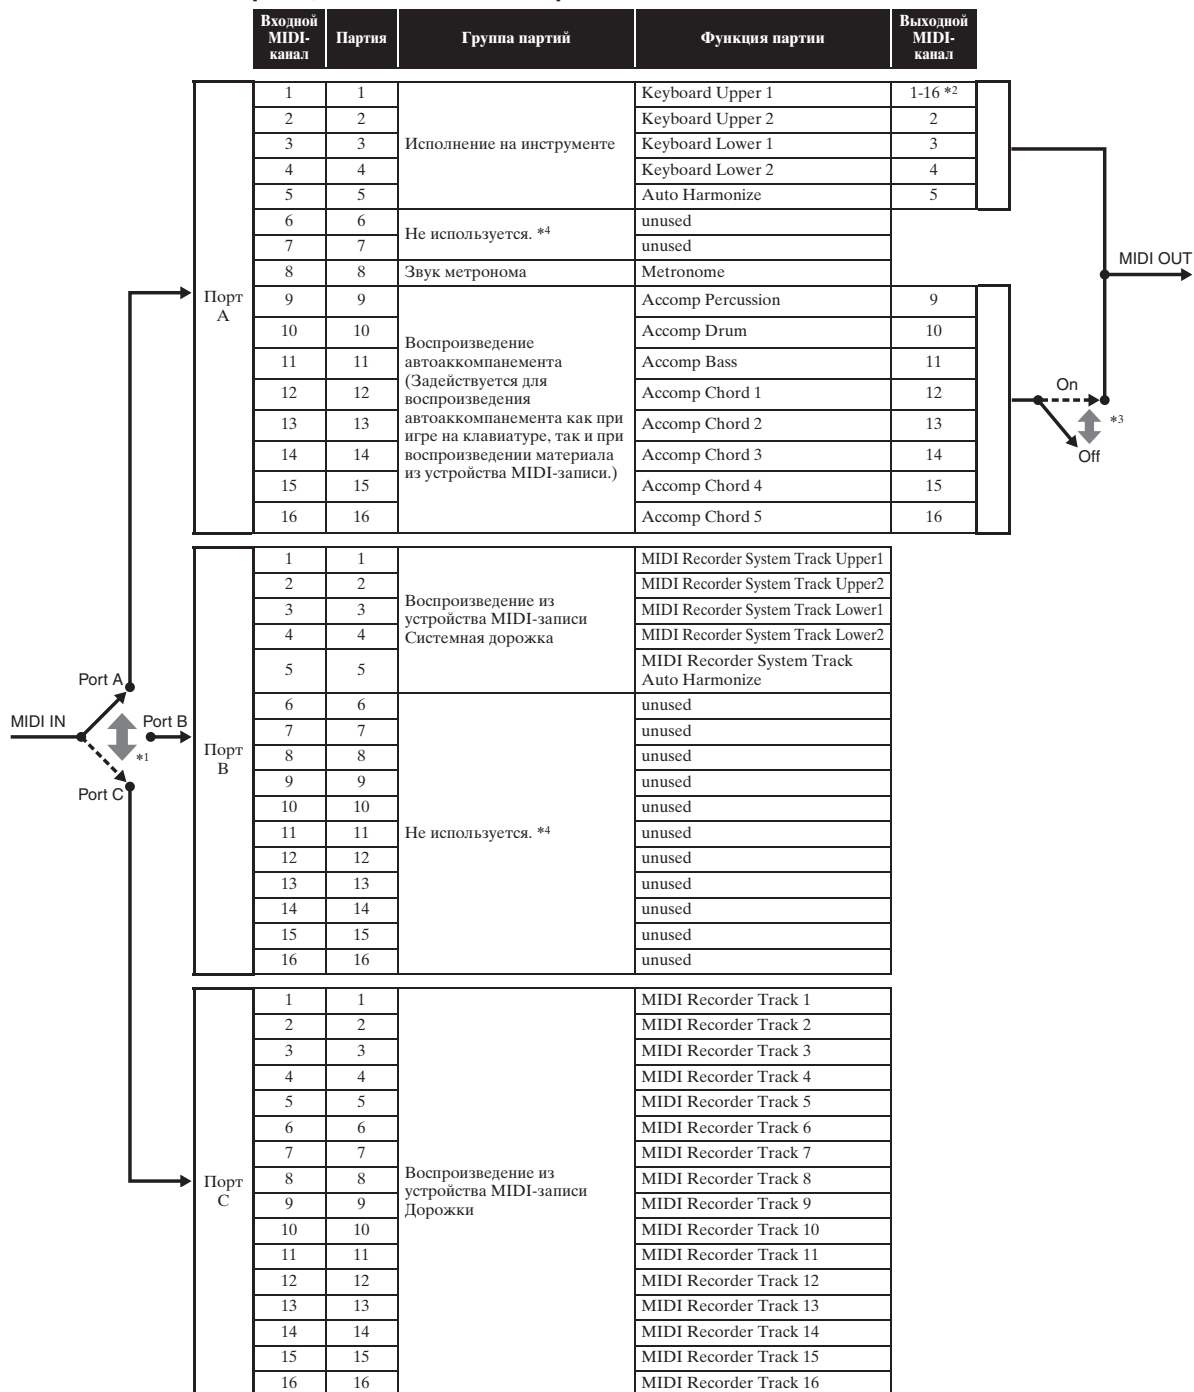 Входной MIDI-канал Партия Группа партий Функция партии Выходной MIDI-канал
Порт A
1 1 Исполнение на инструменте Keyboard Upper 1 1-16 *2
2 2 Keyboard Upper 2 2
3 3 Keyboard Lower 1 3
4 4 Keyboard Lower 2 4
5 5 Auto Harmonize 5
6 6 Не используется. *4 unused
7 7 unused
8 8 Звук метронома Metronome
9 9 Воспроизведение автоаккомпанемента (Задействуется для воспроизведения автоаккомпанемента как при игре на клавиатуре, так и при воспроизведении материала из устройства MIDI-записи.) Accomp Percussion 9
10 10 Accomp Drum 10
11 11 Accomp Bass 11
12 12 Accomp Chord 1 12
13 13 Accomp Chord 2 13
14 14 Accomp Chord 3 14
15 15 Accomp Chord 4 15
16 16 Accomp Chord 5 16
MIDI OUT
On
*3
Off
MIDI IN
Port A
Port B
*1
Port C
Порт B
1 1 Воспроизведение из устройства MIDI-записи Системная дорожка MIDI Recorder System Track Upper1
2 2 MIDI Recorder System Track Upper2
3 3 MIDI Recorder System Track Lower1
4 4 MIDI Recorder System Track Lower2
5 5 MIDI Recorder System Track Auto Harmonize
6 6 Не используется. *4 unused
7 7 unused
8 8 unused
9 9 unused
10 10 unused
11 11 unused
12 12 unused
13 13 unused
14 14 unused
15 15 unused
16 16 unused
Порт C
1 1 Воспроизведение из устройства MIDI-записи Дорожки MIDI Recorder Track 1
2 2 MIDI Recorder Track 2
3 3 MIDI Recorder Track 3
4 4 MIDI Recorder Track 4
5 5 MIDI Recorder Track 5
6 6 MIDI Recorder Track 6
7 7 MIDI Recorder Track 7
8 8 MIDI Recorder Track 8
9 9 MIDI Recorder Track 9
10 10 MIDI Recorder Track 10
11 11 MIDI Recorder Track 11
12 12 MIDI Recorder Track 12
13 13 MIDI Recorder Track 13
14 14 MIDI Recorder Track 14
15 15 MIDI Recorder Track 15
16 16 MIDI Recorder Track 16